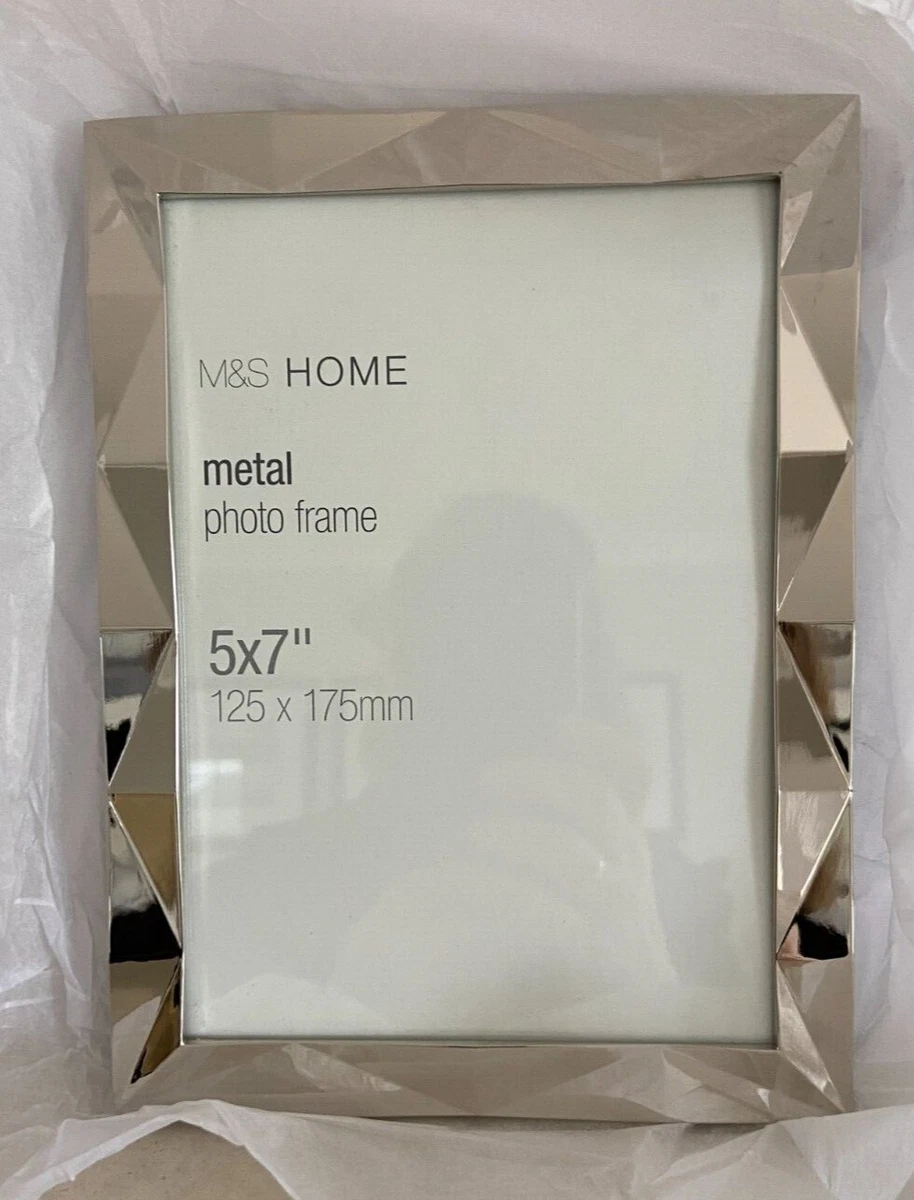 M&S HOME
metal
photo frame
5x7"
125 x 175mm